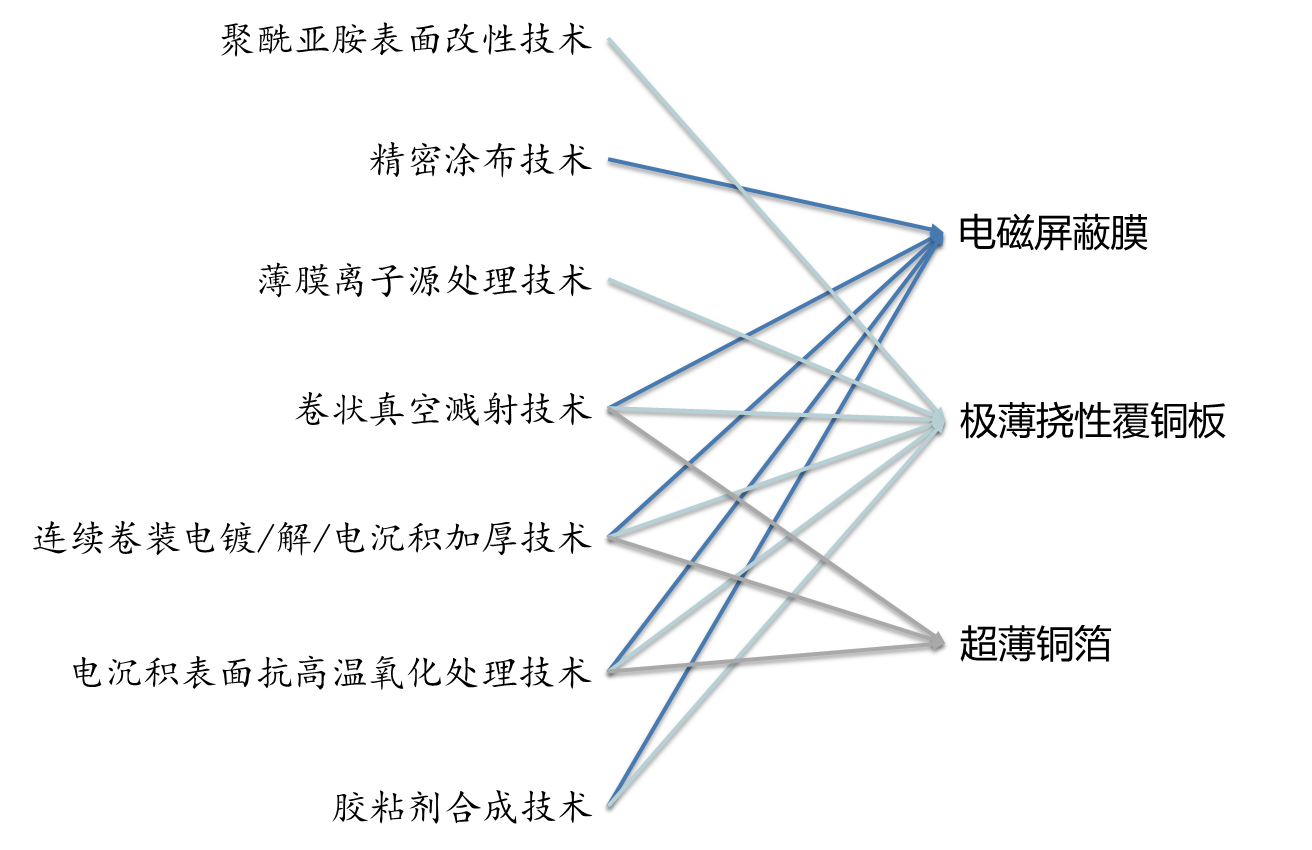 聚酰亚胺表面改性技术
精密涂布技术
薄膜离子源处理技术
卷状真空溅射技术
连续卷装电镀/解/电沉积加厚技术
电沉积表面抗高温氧化处理技术
胶粘剂合成技术
电磁屏蔽膜
极薄挠性覆铜板
超薄铜箔